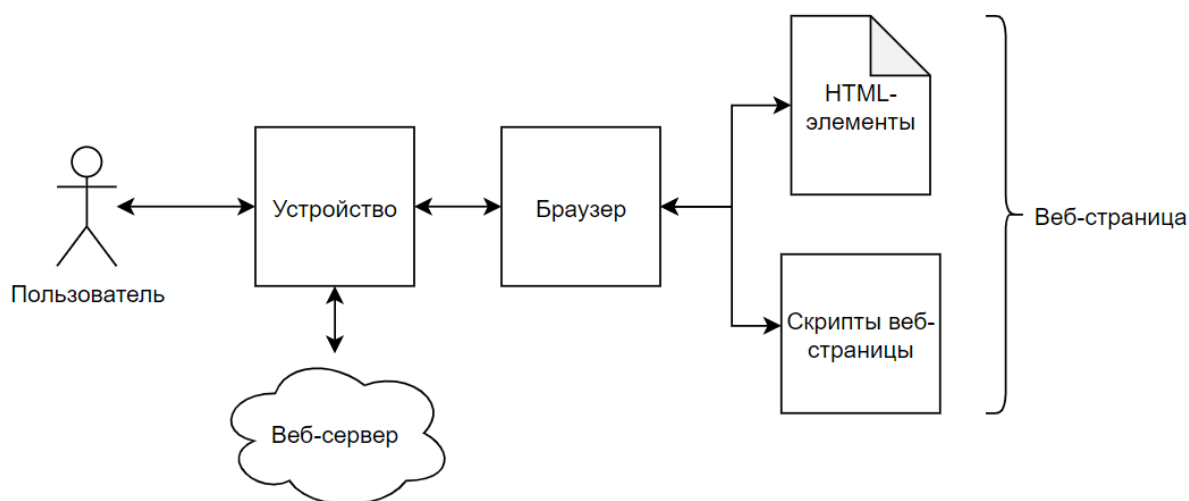 HTML-
элементы
Устройство
Браузер
Веб-страница
Пользователь
Скрипты веб-
страницы
Веб-сервер